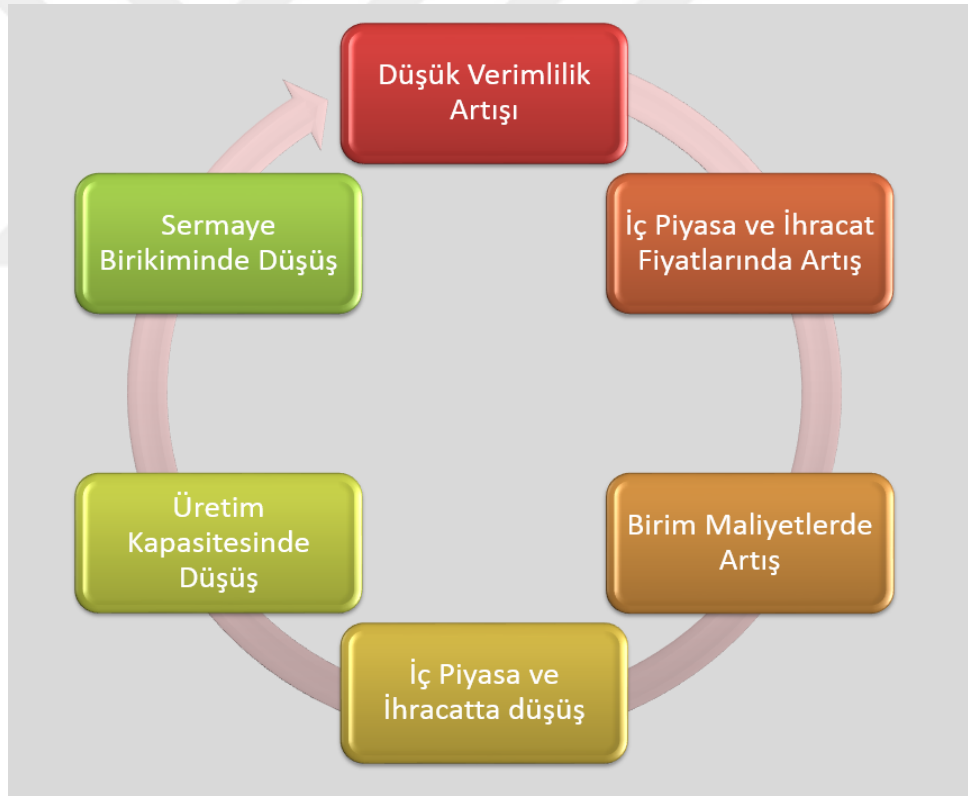 Düşük Verimlilik
Artışı
İç Piyasa ve İhracat
Fiyatlarında Artış
Birim Maliyetlerde
Artış
İç Piyasa ve
İhracatta düşüş
Üretim
Kapasitesinde
Düşüş
Sermaye
Birikiminde Düşüş